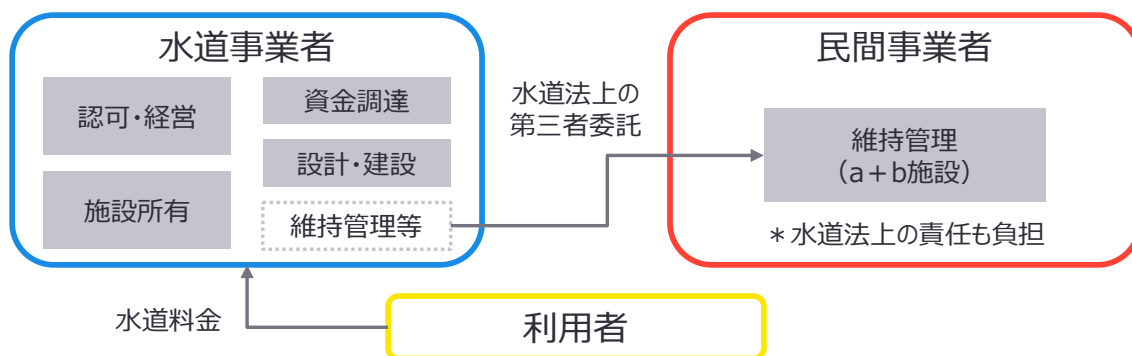 水道事業者
認可・経営
資金調達
設計・建設
施設所有
維持管理等
水道法上の
第三者委託
民間事業者
維持管理
（a＋b施設）
＊水道法上の責任も負担
水道料金
利用者